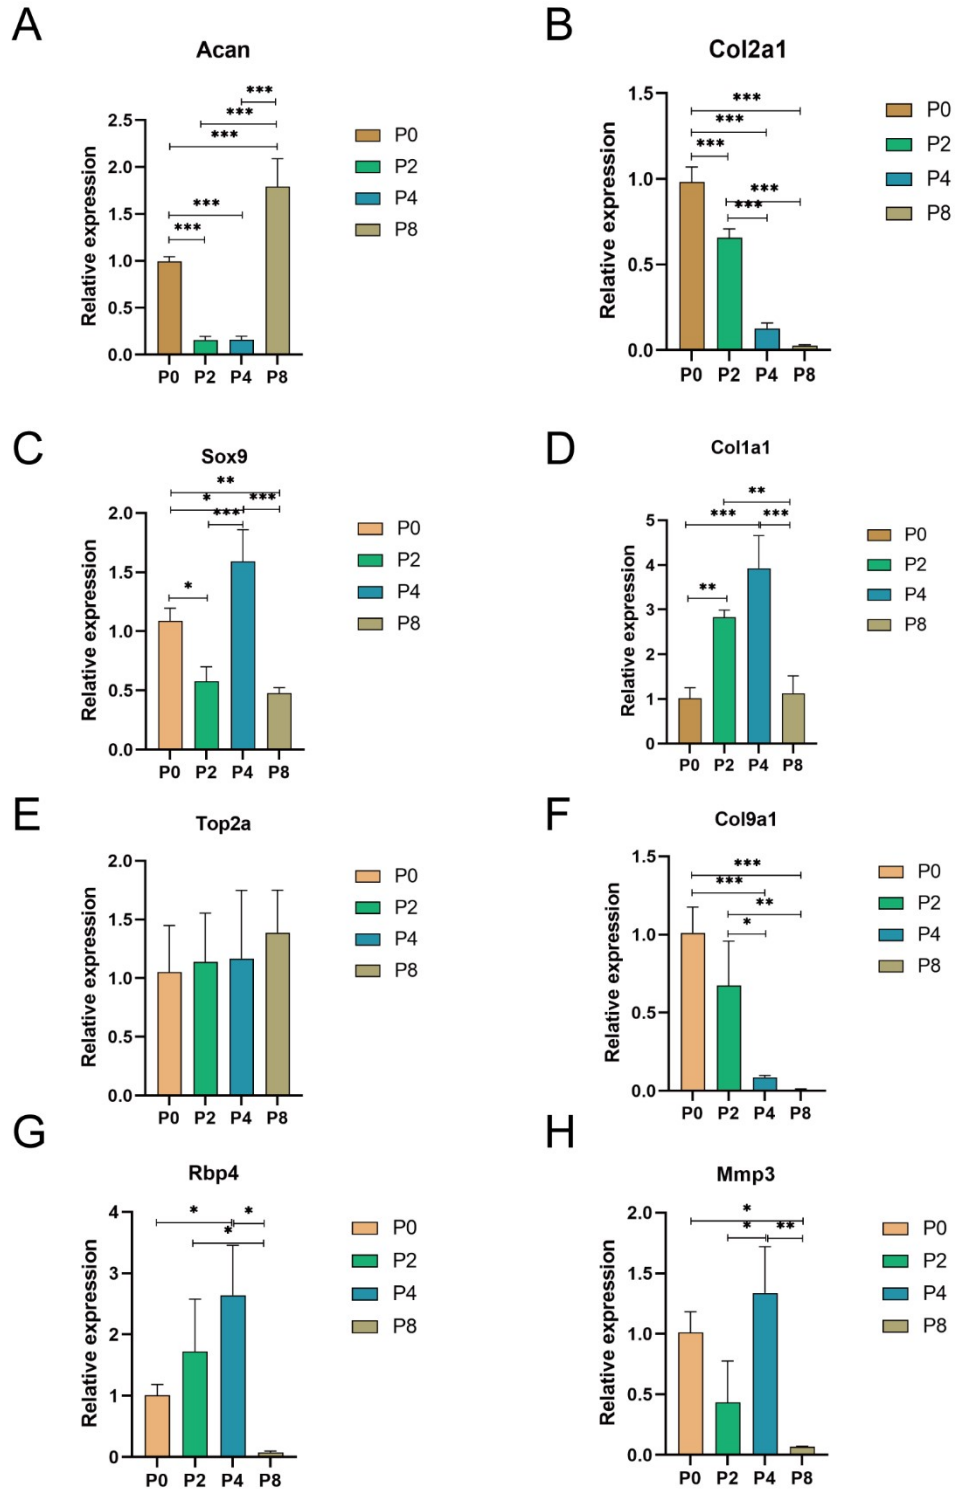 A
Acan
***
***
***
***
***
Relative expression
2.5
2.0
1.5
1.0
0.5
0.0
P0 P2 P4 P8
P0
P2
P4
P8
B
Col2a1
***
***
***
***
***
Relative expression
1.5
1.0
0.5
0.0
P0 P2 P4 P8
P0
P2
P4
P8
C
Sox9
**
* ***
***
*
Relative expression
2.0
1.5
1.0
0.5
0.0
P0 P2 P4 P8
P0
P2
P4
P8
D
Col1a1
**
*** ***
**
Relative expression
5
4
3
2
1
0
P0 P2 P4 P8
P0
P2
P4
P8
E
Top2a
Relative expression
2.0
1.5
1.0
0.5
0.0
P0 P2 P4 P8
P0
P2
P4
P8
F
Col9a1
***
***
**
*
Relative expression
1.5
1.0
0.5
0.0
P0 P2 P4 P8
P0
P2
P4
P8
G
Rbp4
* *
*
Relative expression
4
3
2
1
0
P0 P2 P4 P8
P0
P2
P4
P8
H
Mmp3
*
* **
Relative expression
2.0
1.5
1.0
0.5
0.0
P0 P2 P4 P8
P0
P2
P4
P8